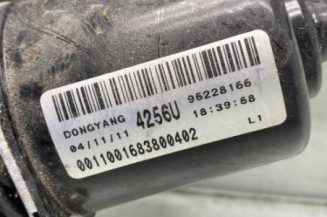 95228166
DONGYANG 4256U 18:39:58
04/11/11 L1
0011001683800402